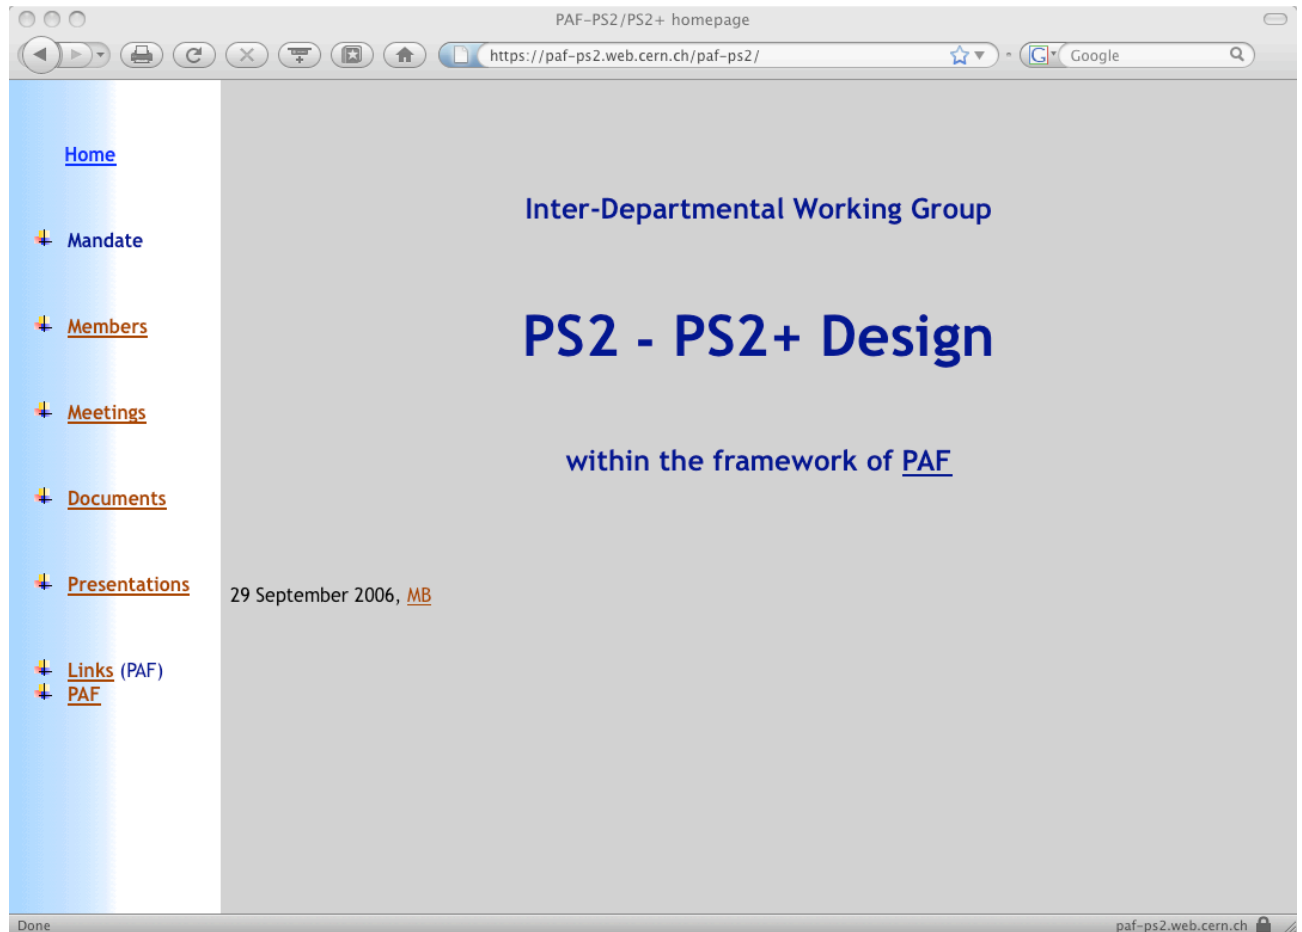 PAF-PS2/PS2+ homepage
https://paf-ps2.web.cern.ch/paf-ps2/
G Google
Home
Mandate
Members
Meetings
Documents
Presentations
Links (PAF)
PAF
Inter-Departmental Working Group
PS2 - PS2+ Design
within the framework of PAF
29 September 2006, MB
Done
paf-ps2.web.cern.ch